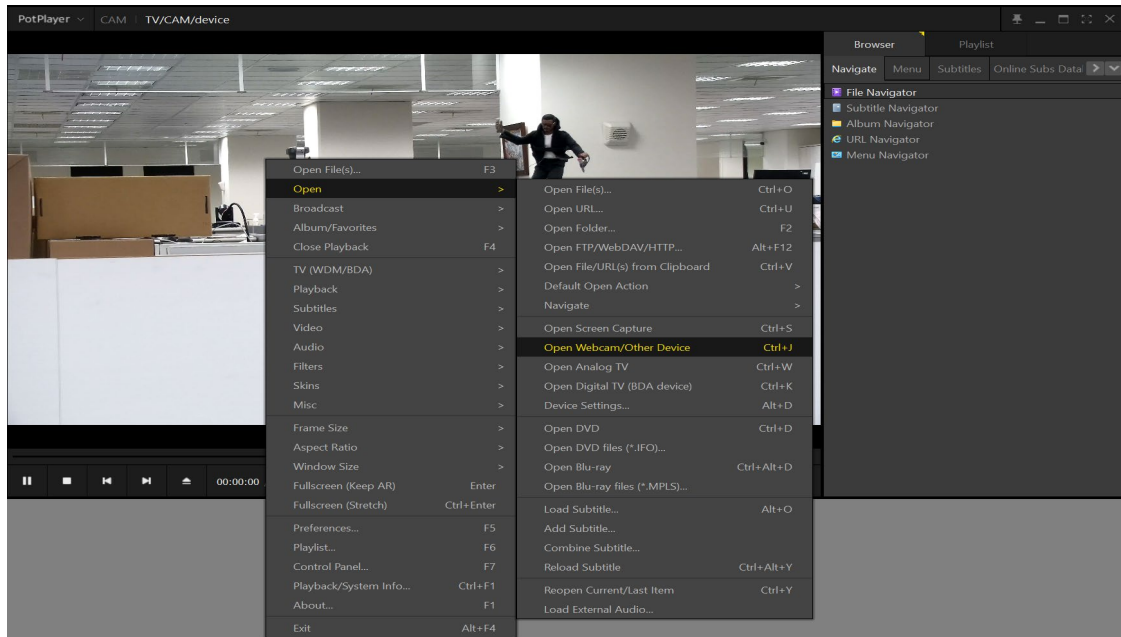 PotPlayer CAM TV/CAM/device
Browser Playlist
Navigate Menu Subtitles Online Subs Data
File Navigator
Subtitle Navigator
Album Navigator
URL Navigator
Menu Navigator
Open File(s)... F3
Open >
Broadcast >
Album/Favorites >
Close Playback F4
TV (WDM/BDA) >
Playback >
Subtitles >
Video >
Audio >
Filters >
Skins >
Misc >
Frame Size >
Aspect Ratio >
Window Size >
Fullscreen (Keep AR) Enter
Fullscreen (Stretch) Ctrl+Enter
Preferences... F5
Playlist... F6
Control Panel... F7
Playback/System Info... Ctrl+F1
About... F1
Exit Alt+F4
Open File(s)... Ctrl+O
Open URL... Ctrl+U
Open Folder... F2
Open FTP/WebDAV/HTTP... Alt+F12
Open File/URL(s) from Clipboard Ctrl+V
Default Open Action >
Navigate >
Open Screen Capture Ctrl+S
Open Webcam/Other Device Ctrl+J
Open Analog TV Ctrl+W
Open Digital TV (BDA device) Ctrl+K
Device Settings... Alt+D
Open DVD Ctrl+D
Open DVD files (*.IFO)...
Open Blu-ray Ctrl+Alt+D
Open Blu-ray files (*.MPLS)...
Load Subtitle... Alt+O
Add Subtitle...
Combine Subtitle...
Reload Subtitle Ctrl+Alt+Y
Reopen Current/Last Item Ctrl+Y
Load External Audio...
00:00:00